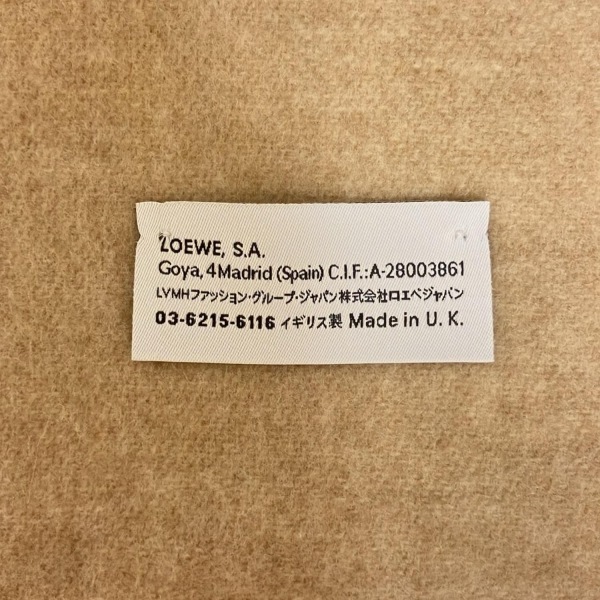 LOEWE, S.A.
Goya, 4 Madrid (Spain) C.I.F.:A-28003861
LVMHファッション・グループ・ジャパン株式会社ロエベジャパン
03-6215-6116 イギリス製 Made in U. K.